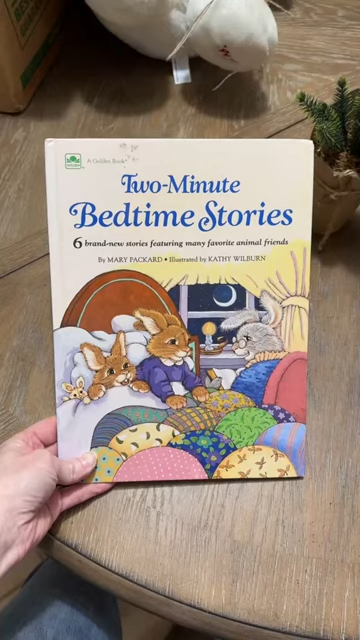 A Golden Book
Two-Minute
Bedtime Stories
6 brand-new stories featuring many favorite animal friends
By MARY PACKARD • Illustrated by KATHY WILBURN